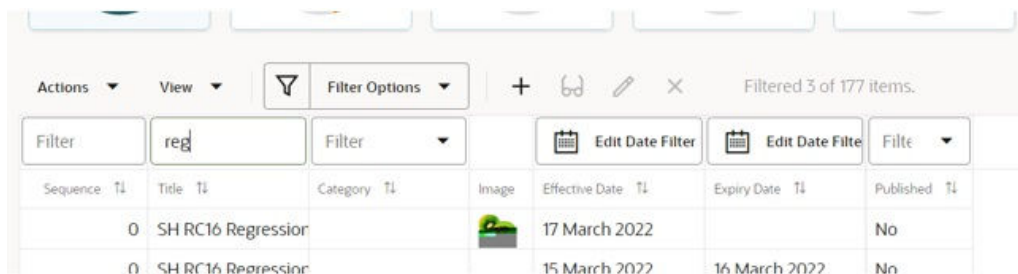 Actions View Filter Options Filtered 3 of 177 items.
Filter reg Filter Edit Date Filter Edit Date Filte Filte
Sequence Title Category Image Effective Date Expiry Date Published
0 SH RC16 Regression 17 March 2022 No
0 SH RC16 Regression 15 March 2022 16 March 2022 No